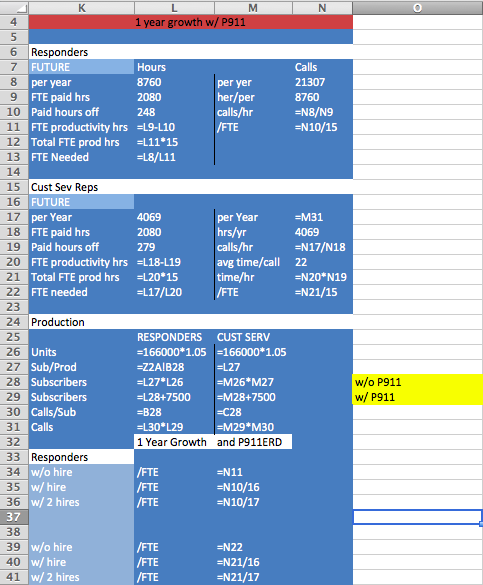 K L M N O
4 1 year growth w/ P911
5
6 Responders
7 FUTURE Hours Calls
8 per year 8760 per yer 21307
9 FTE paid hrs 2080 her/per 8760
10 Paid hours off 248 calls/hr =N8/N9
11 FTE productivity hrs =L9-L10 /FTE =N10/15
12 Total FTE prod hrs =L11*15
13 FTE Needed =L8/L11
14
15 Cust Sev Reps
16 FUTURE
17 per Year 4069 per Year =M31
18 FTE paid hrs 2080 hrs/yr 4069
19 Paid hours off 279 calls/hr =N17/N18
20 FTE productivity hrs =L18-L19 avg time/call 22
21 Total FTE prod hrs =L20*15 time/hr =N20*N19
22 FTE needed =L17/L20 /FTE =N21/15
23
24 Production
25 RESPONDERS CUST SERV
26 Units =166000*1.05 =166000*1.05
27 Sub/Prod =Z2AlB28 =L27
28 Subscribers =L27*L26 =M26*M27 w/o P911
29 Subscribers =L28+7500 =M28+7500 w/ P911
30 Calls/Sub =B28 =C28
31 Calls =L30*L29 =M29*M30
32 1 Year Growth and P911ERD
33 Responders
34 w/o hire /FTE =N11
35 w/ hire /FTE =N10/16
36 w/ 2 hires /FTE =N10/17
37
38
39 w/o hire /FTE =N22
40 w/ hire /FTE =N21/16
41 w/ 2 hires /FTE =N21/17